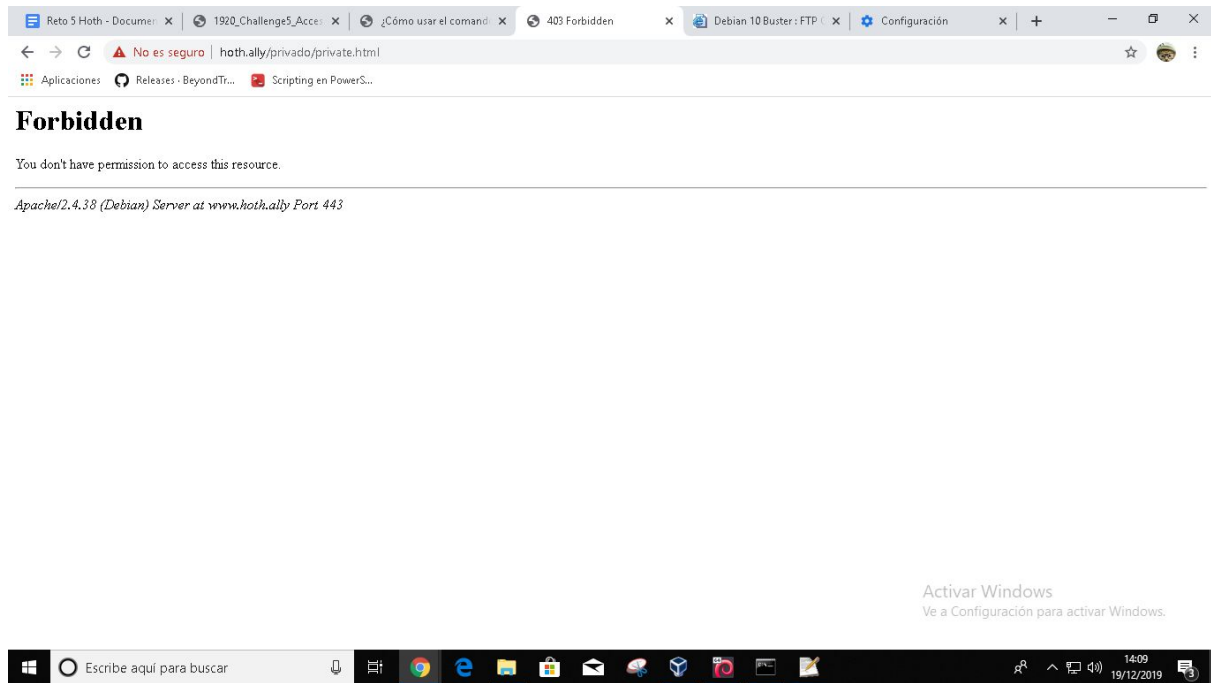 Reto 5 Hoth - Documen
1920_Challenge5_Acces
¿Cómo usar el comand
403 Forbidden
Debian 10 Buster : FTP
Configuración
No es seguro | hoth.ally/privado/private.html
Aplicaciones
Releases · BeyondTr...
Scripting en PowerS...
Forbidden
You don't have permission to access this resource.
Apache/2.4.38 (Debian) Server at www.hoth.ally Port 443
Activar Windows
Ve a Configuración para activar Windows.
Escribe aquí para buscar
14:09
19/12/2019
3